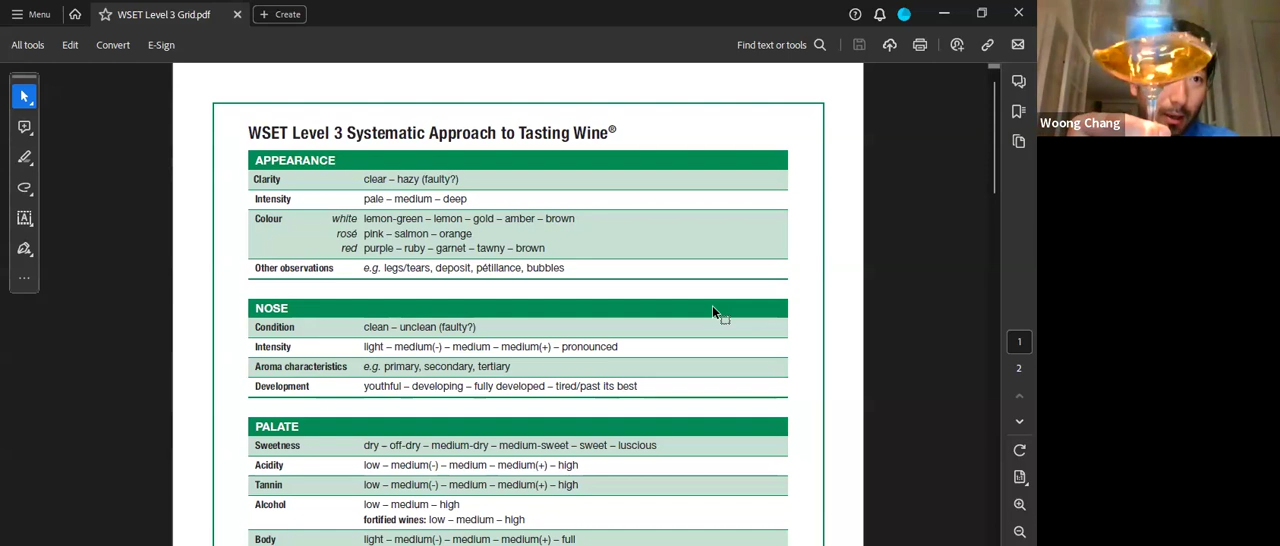 Menu
WSET Level 3 Grid.pdf
Create
All tools Edit Convert E-Sign
Find text or tools
Woong Chang
WSET Level 3 Systematic Approach to Tasting Wine®
APPEARANCE
Clarity clear – hazy (faulty?)
Intensity pale – medium – deep
Colour white lemon-green – lemon – gold – amber – brown
rosé pink – salmon – orange
red purple – ruby – garnet – tawny – brown
Other observations e.g. legs/tears, deposit, pétillance, bubbles
NOSE
Condition clean – unclean (faulty?)
Intensity light – medium(-) – medium – medium(+) – pronounced
Aroma characteristics e.g. primary, secondary, tertiary
Development youthful – developing – fully developed – tired/past its best
PALATE
Sweetness dry – off-dry – medium-dry – medium-sweet – sweet – luscious
Acidity low – medium(-) – medium – medium(+) – high
Tannin low – medium(-) – medium – medium(+) – high
Alcohol low – medium – high
fortified wines: low – medium – high
Body light – medium(-) – medium – medium(+) – full
1
2